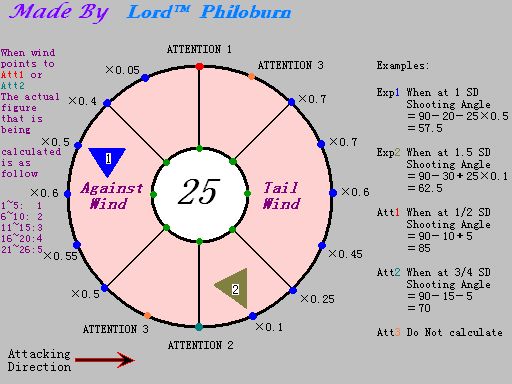 Made By Lord™ Philoburn
ATTENTION 1
ATTENTION 3
When wind
points to
Att1 or
Att2
The actual
figure
that is
being
calculated
is as
follow
1~5: 1
6~10: 2
11~15:3
16~20:4
21~26:5
×0.05
×0.4
×0.5
×0.6
×0.55
×0.5
×0.7
×0.7
×0.6
×0.45
×0.25
×0.1
1
Against
Wind
25
Tail
Wind
2
ATTENTION 3
ATTENTION 2
Attacking
Direction
Examples:
Exp1 When at 1 SD
Shooting Angle
=90-20-25×0.5
=57.5
Exp2 When at 1.5 SD
Shooting Angle
=90-30+25×0.1
=62.5
Att1 When at 1/2 SD
Shooting Angle
=90-10+5
=85
Att2 When at 3/4 SD
Shooting Angle
=90-15-5
=70
Att3 Do Not calculate